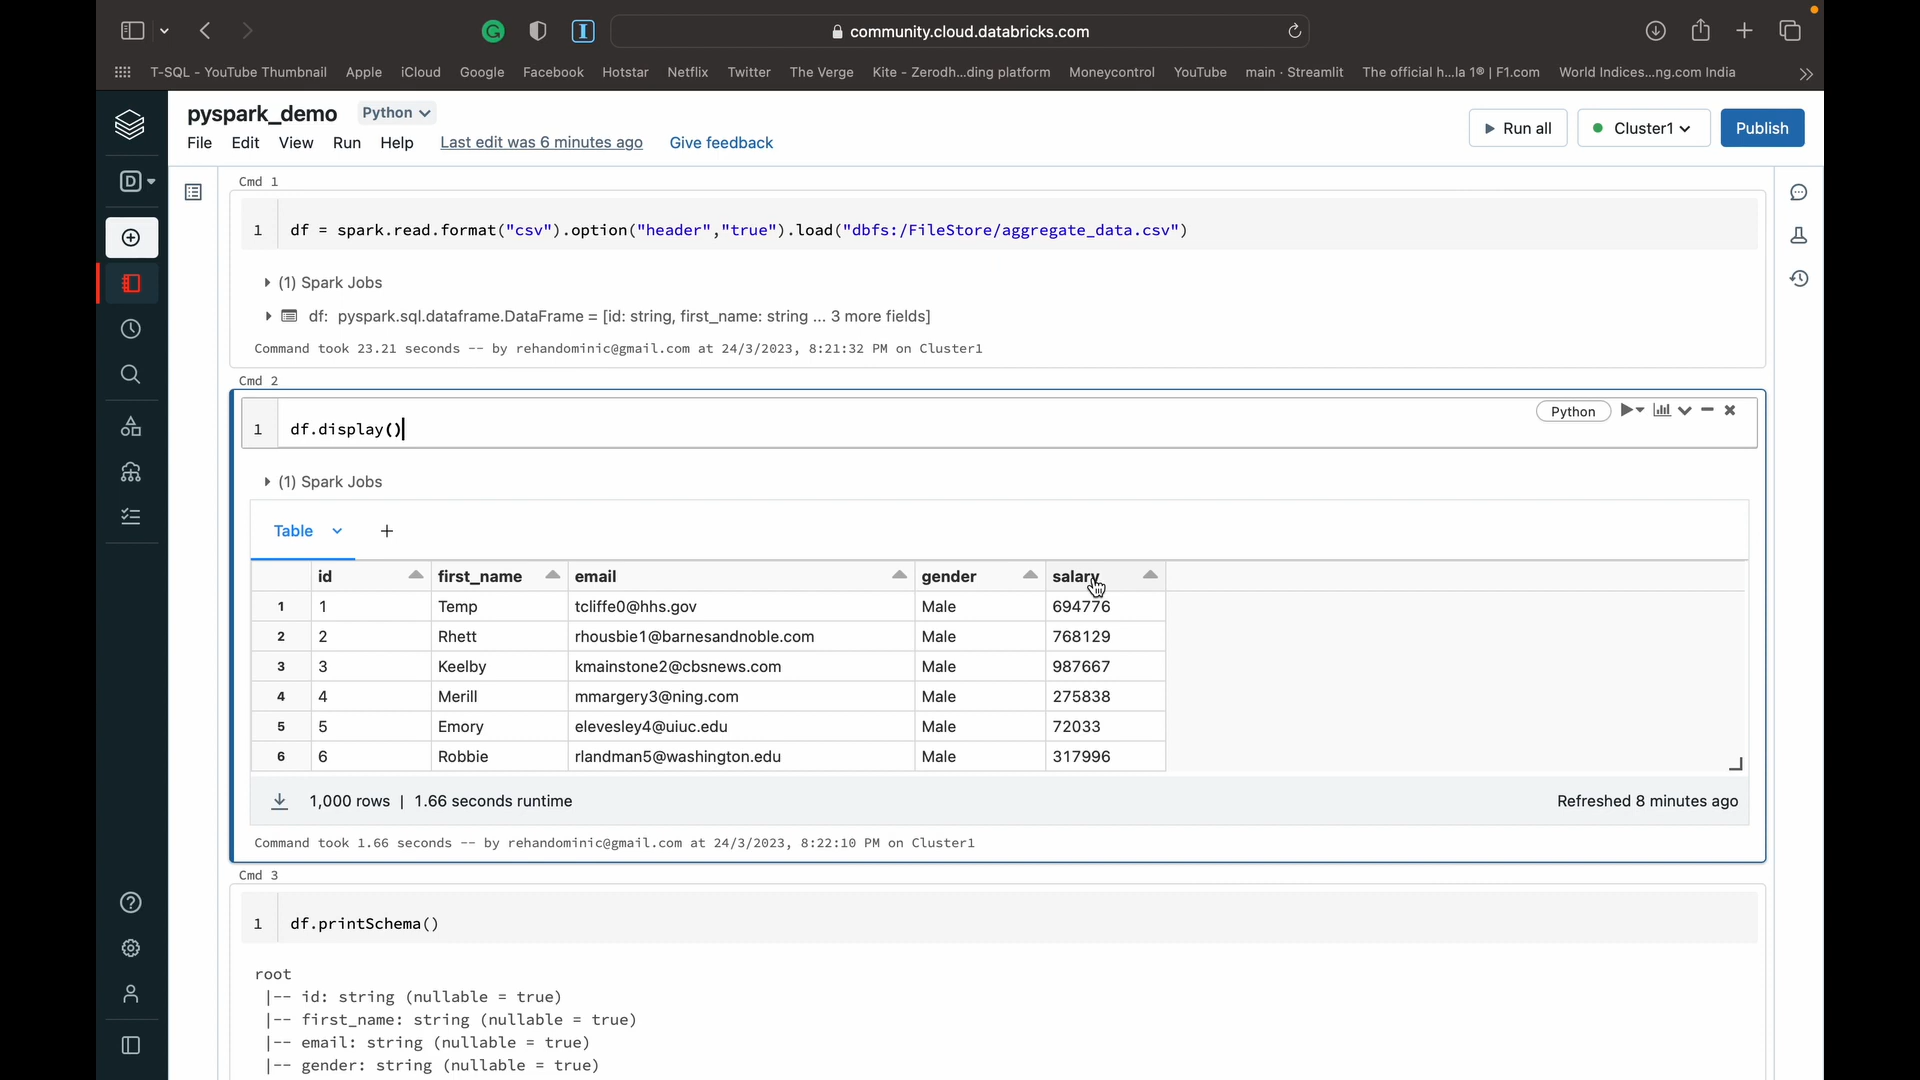 community.cloud.databricks.com
T-SQL - YouTube Thumbnail Apple iCloud Google Facebook Hotstar Netflix Twitter The Verge Kite - Zerodh...ding platform Moneycontrol YouTube main · Streamlit The official h...la 1® | F1.com World Indices...ng.com India
pyspark_demo Python
File Edit View Run Help Last edit was 6 minutes ago Give feedback
Run all Cluster1 Publish
D
Cmd 1
1 df = spark.read.format("csv").option("header","true").load("dbfs:/FileStore/aggregate_data.csv")
(1) Spark Jobs
df: pyspark.sql.dataframe.DataFrame = [id: string, first_name: string ... 3 more fields]
Command took 23.21 seconds -- by rehandominic@gmail.com at 24/3/2023, 8:21:32 PM on Cluster1
Cmd 2
Python
1 df.display()
(1) Spark Jobs
Table +
id first_name email gender salary
1 1 Temp tcliffe0@hhs.gov Male 694776
2 2 Rhett rhousbie1@barnesandnoble.com Male 768129
3 3 Keelby kmainstone2@cbsnews.com Male 987667
4 4 Merill mmargery3@ning.com Male 275838
5 5 Emory elevesley4@uiuc.edu Male 72033
6 6 Robbie rlandman5@washington.edu Male 317996
1,000 rows | 1.66 seconds runtime Refreshed 8 minutes ago
Command took 1.66 seconds -- by rehandominic@gmail.com at 24/3/2023, 8:22:10 PM on Cluster1
Cmd 3
1 df.printSchema()
root
|-- id: string (nullable = true)
|-- first_name: string (nullable = true)
|-- email: string (nullable = true)
|-- gender: string (nullable = true)